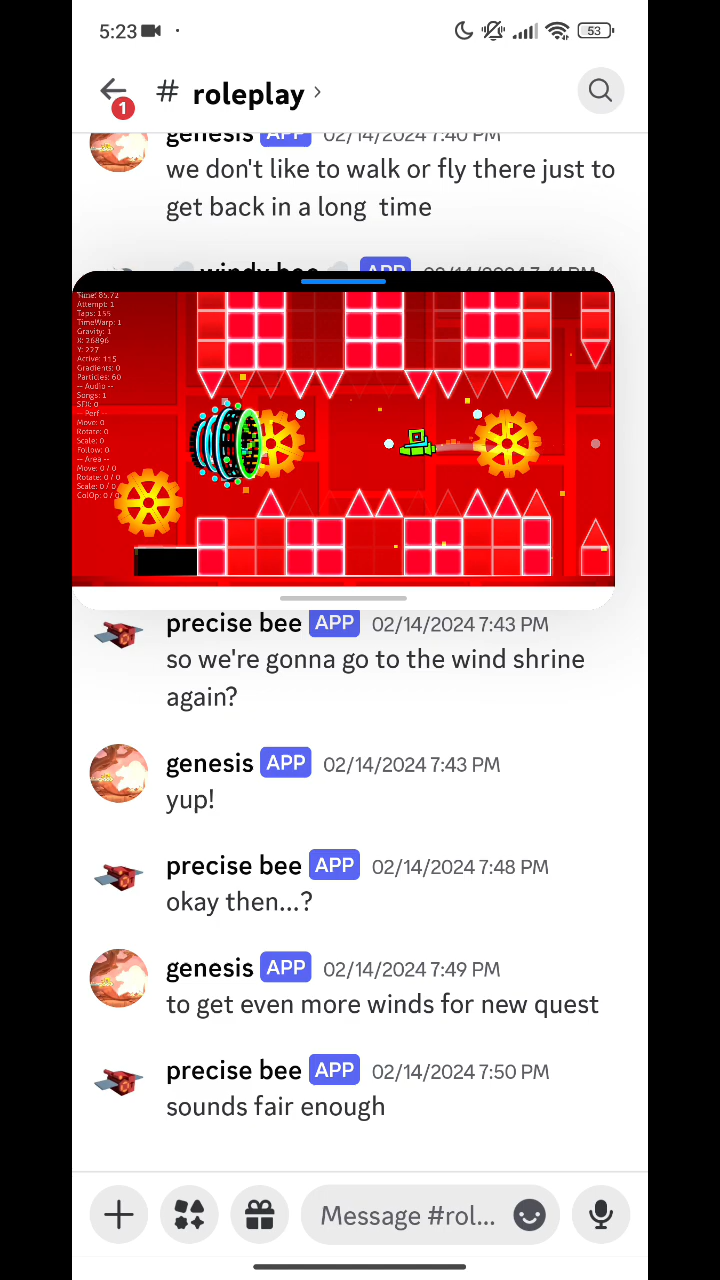 5:23
53
1
# roleplay
genesis APP 02/14/2024 7:40 PM
we don't like to walk or fly there just to
get back in a long time
windy bee APP 02/14/2024 7:41 PM
Time: 85.72
Attempt: 1
Taps: 155
TimeWarp: 1
Gravity: 1
X: 26896
Y: 227
Active: 115
Gradients: 0
Particles: 60
-- Audio --
Songs: 1
SFX: 0
-- Perf --
Move: 0
Rotate: 0
Scale: 0
Follow: 0
-- Area --
Move: 0 / 0
Rotate: 0 / 0
Scale: 0 / 0
ColOp: 0 / 0
precise bee APP 02/14/2024 7:43 PM
so we're gonna go to the wind shrine
again?
genesis APP 02/14/2024 7:43 PM
yup!
precise bee APP 02/14/2024 7:48 PM
okay then...?
genesis APP 02/14/2024 7:49 PM
to get even more winds for new quest
precise bee APP 02/14/2024 7:50 PM
sounds fair enough
Message #rol...